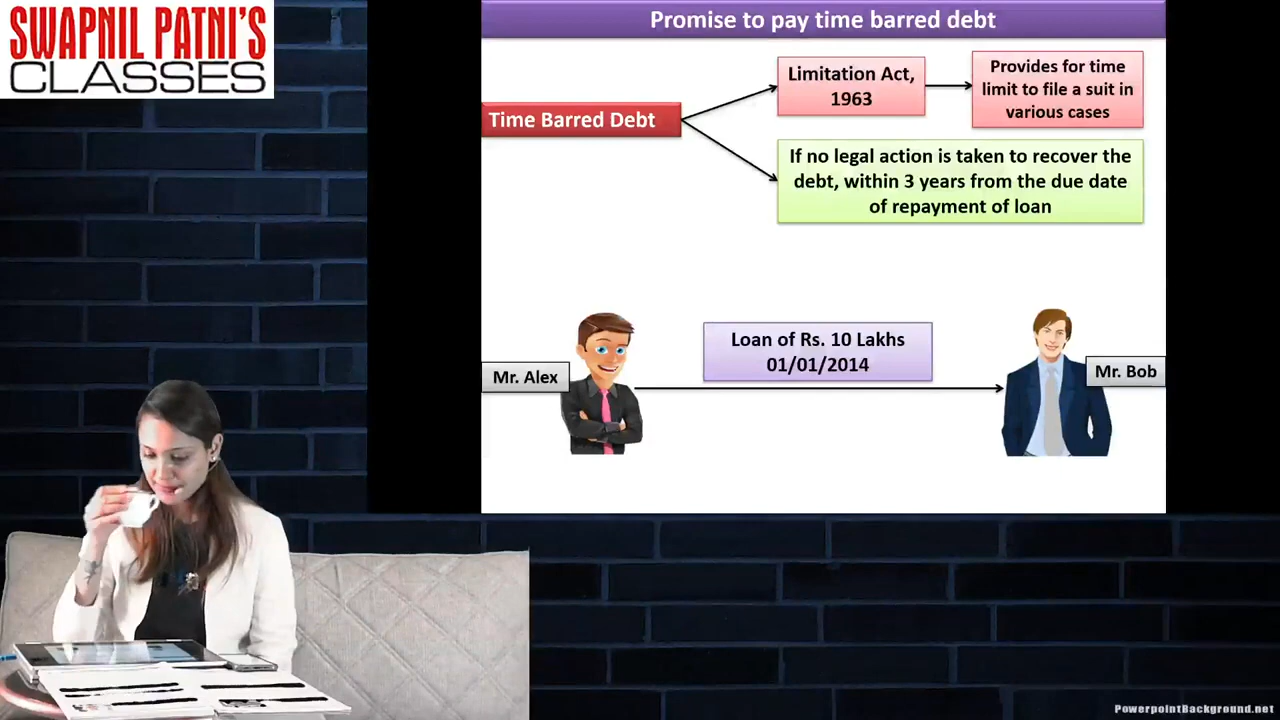 SWAPNIL PATNI'S
CLASSES
Promise to pay time barred debt
Time Barred Debt
Limitation Act,
1963
Provides for time
limit to file a suit in
various cases
If no legal action is taken to recover the
debt, within 3 years from the due date
of repayment of loan
Mr. Alex
Loan of Rs. 10 Lakhs
01/01/2014
Mr. Bob
PowerpointBackground.net